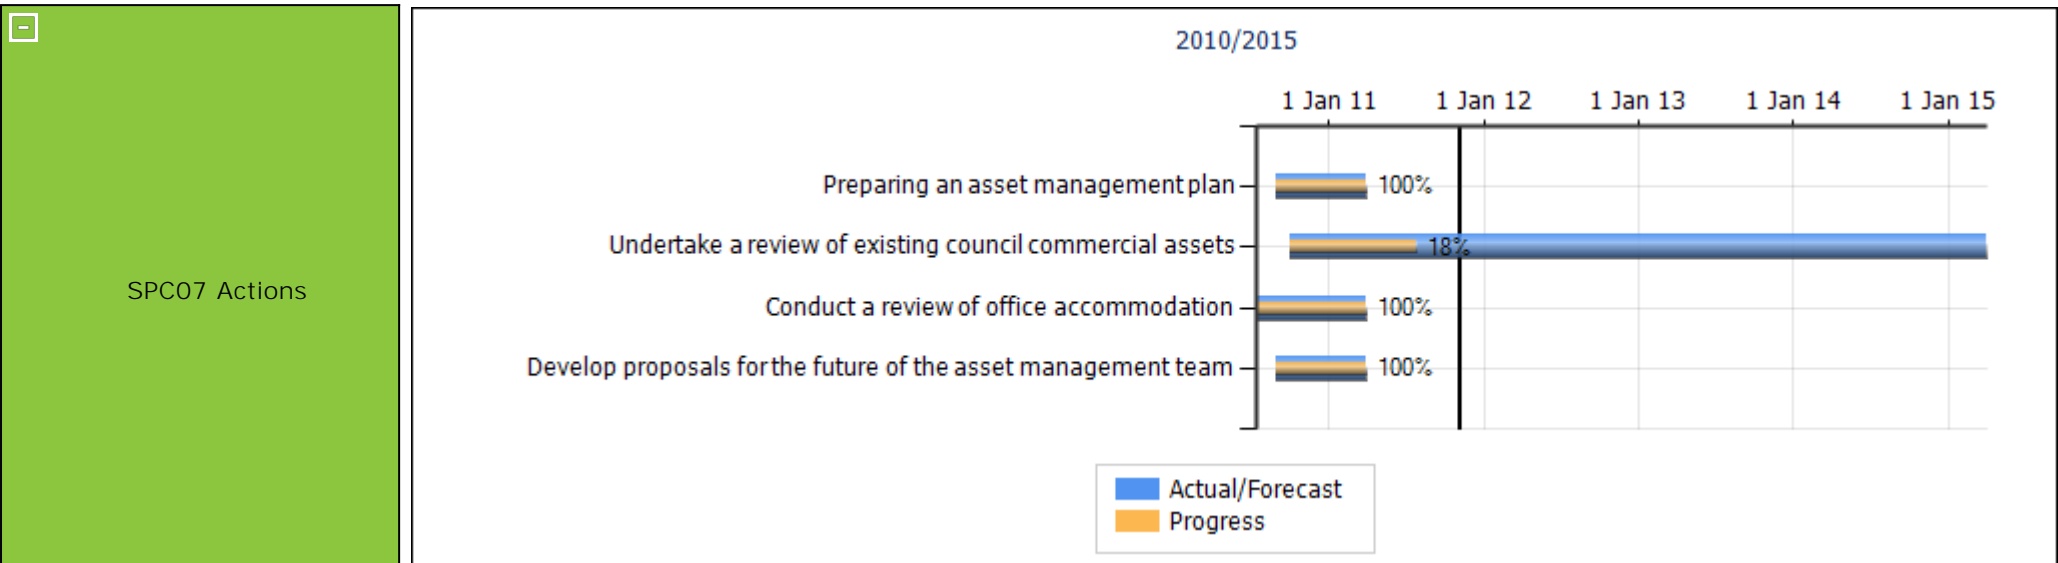 SPC07 Actions
2010/2015
1 Jan 11 1 Jan 12 1 Jan 13 1 Jan 14 1 Jan 15
Preparing an asset management plan 100%
Undertake a review of existing council commercial assets 18%
Conduct a review of office accommodation 100%
Develop proposals for the future of the asset management team 100%
Actual/Forecast
Progress